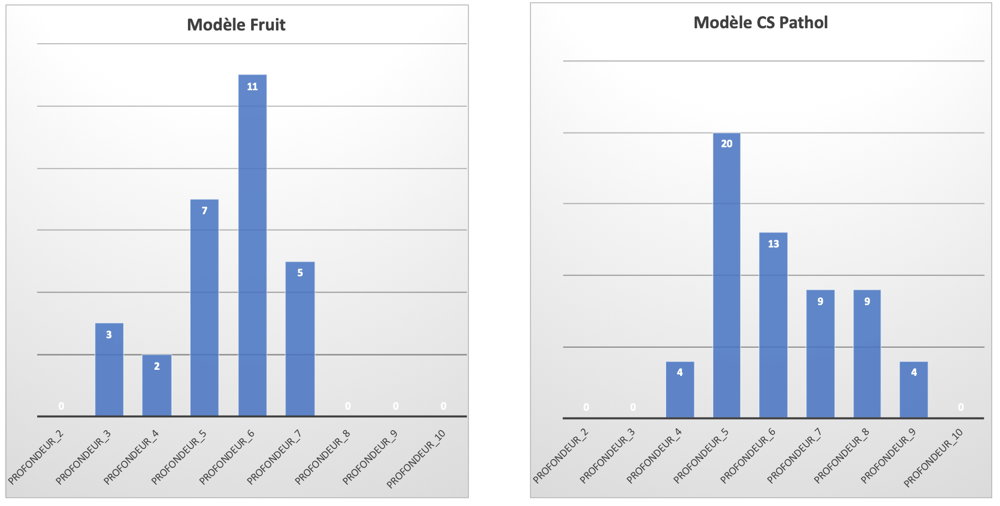 Modèle Fruit
11
7
5
3
2
0
0
0
0
PROFONDEUR_2
PROFONDEUR_3
PROFONDEUR_4
PROFONDEUR_5
PROFONDEUR_6
PROFONDEUR_7
PROFONDEUR_8
PROFONDEUR_9
PROFONDEUR_10
Modèle CS Pathol
20
13
9
9
4
4
0
0
0
PROFONDEUR_2
PROFONDEUR_3
PROFONDEUR_4
PROFONDEUR_5
PROFONDEUR_6
PROFONDEUR_7
PROFONDEUR_8
PROFONDEUR_9
PROFONDEUR_10